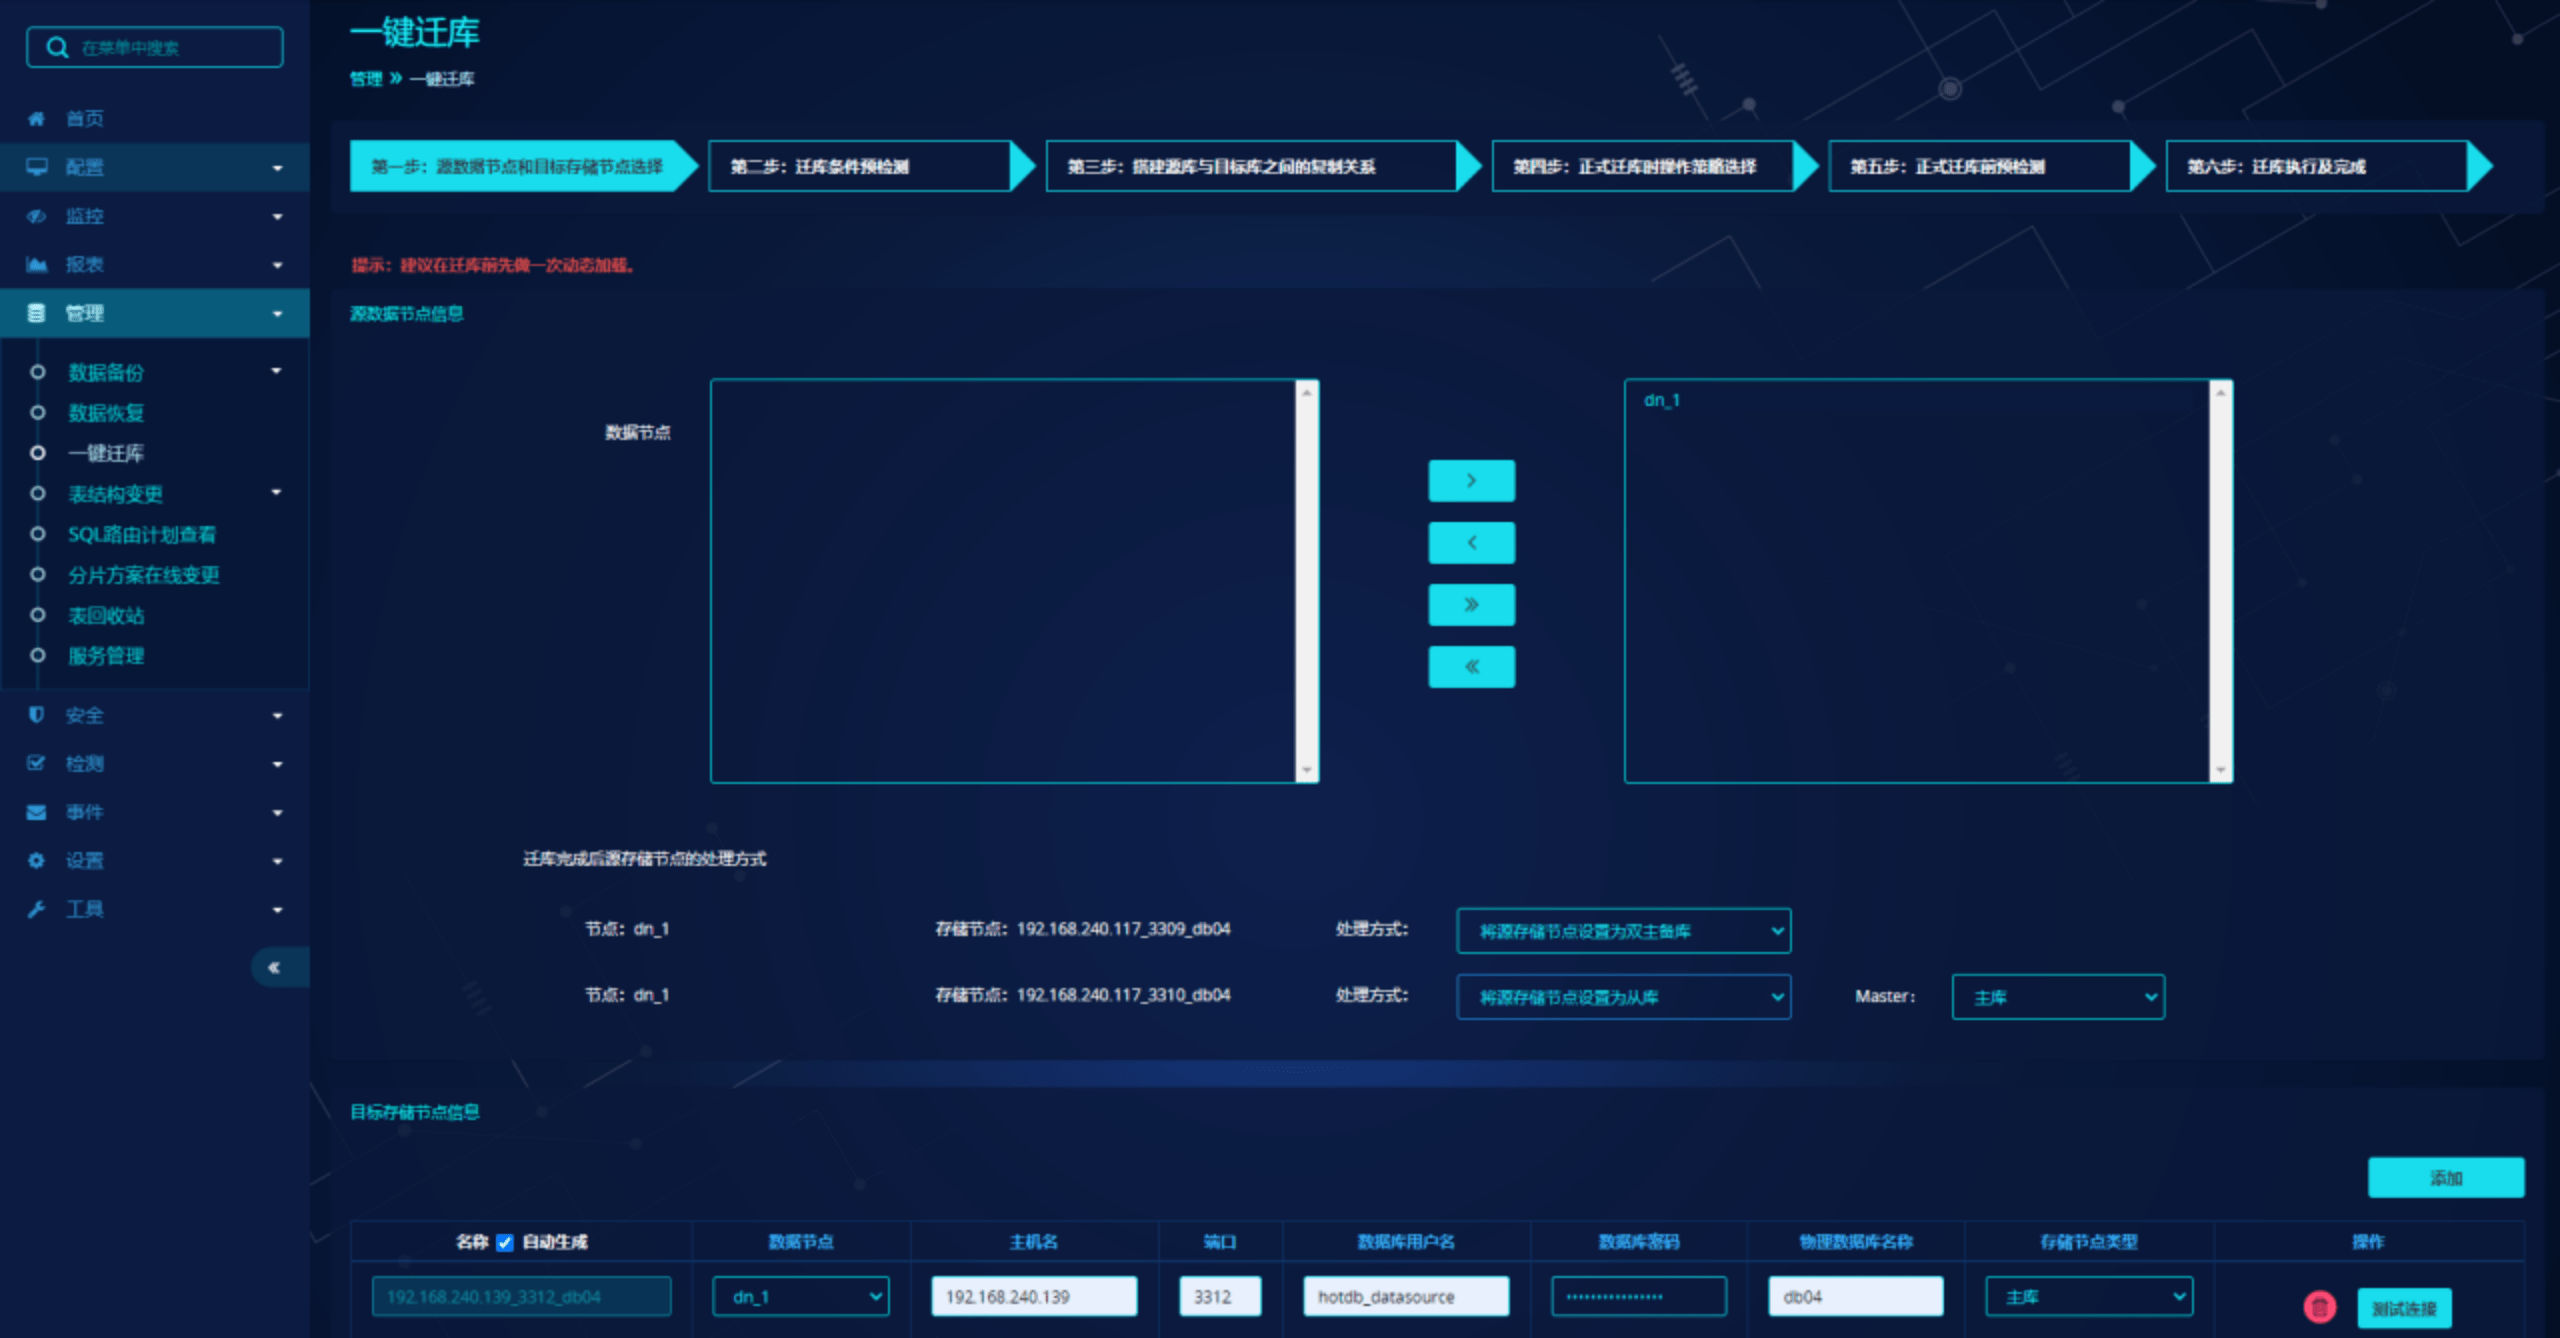 在菜单中搜索
首页
配置
监控
报表
管理
数据备份
数据恢复
一键迁库
表结构变更
SQL路由计划查看
分片方案在线变更
表回收站
服务管理
安全
检测
事件
设置
工具
一键迁库
管理 » 一键迁库
第一步：源数据节点和目标存储节点选择
第二步：迁库条件预检测
第三步：搭建源库与目标库之间的复制关系
第四步：正式迁库时操作策略选择
第五步：正式迁库前预检测
第六步：迁库执行及完成
提示：建议在迁库前先做一次动态加载。
源数据节点信息
数据节点
dn_1
迁库完成后源存储节点的处理方式
节点：dn_1 存储节点：192.168.240.117_3309_db04 处理方式： 将源存储节点设置为双主备库
节点：dn_1 存储节点：192.168.240.117_3310_db04 处理方式： 将源存储节点设置为从库 Master： 主库
目标存储节点信息
添加
名称 自动生成 数据节点 主机名 端口 数据库用户名 数据库密码 物理数据库名称 存储节点类型 操作
192.168.240.139_3312_db04 dn_1 192.168.240.139 3312 hotdb_datasource •••••••••••••••• db04 主库 测试连接